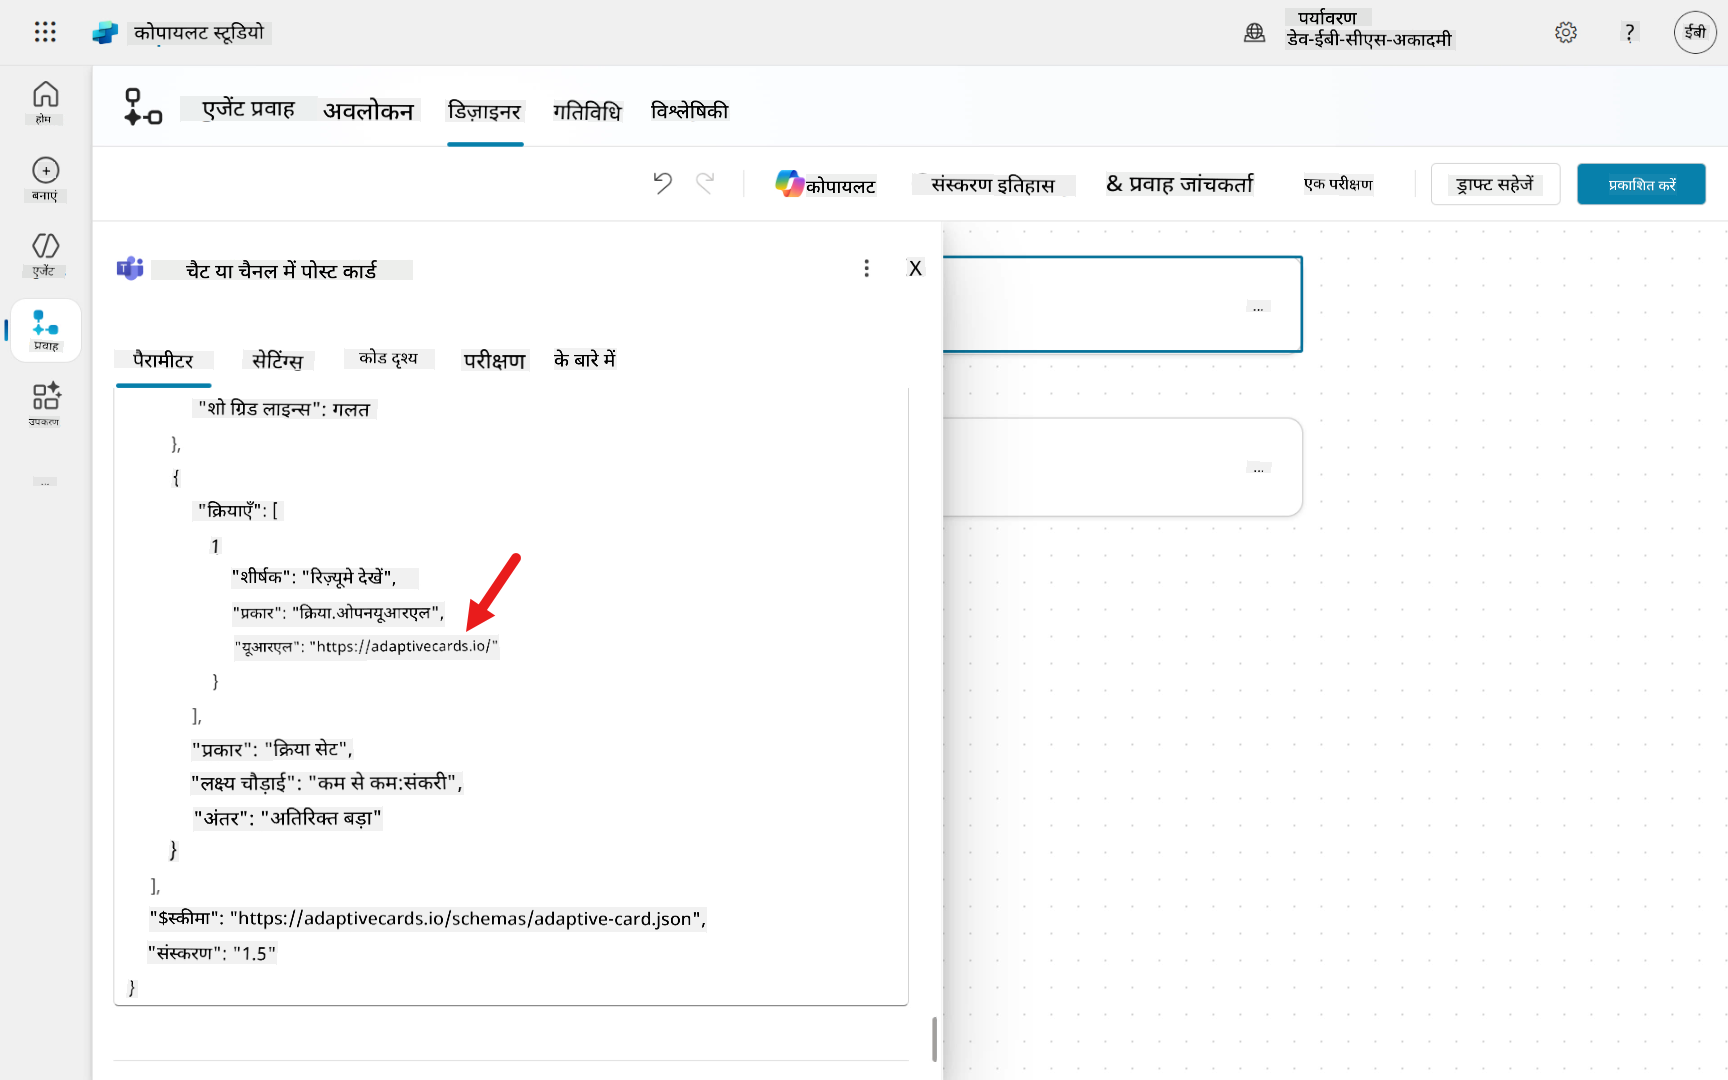 कोपायलट स्टूडियो
पर्यावरण
डेव-ईबी-सीएस-अकादमी
?
ईबी
होम
बनाएं
एजेंट
प्रवाह
उपकरण
...
एजेंट प्रवाह
अवलोकन
डिज़ाइनर
गतिविधि
विश्लेषिकी
कोपायलट
संस्करण इतिहास
& प्रवाह जांचकर्ता
एक परीक्षण
ड्राफ्ट सहेजें
प्रकाशित करें
चैट या चैनल में पोस्ट कार्ड
X
पैरामीटर
सेटिंग्स
कोड दृश्य
परीक्षण
के बारे में
"शो ग्रिड लाइन्स": गलत
},
{
"क्रियाएँ": [
1
"शीर्षक": "रिज़्यूमे देखें",
"प्रकार": "क्रिया.ओपनयूआरएल",
"यूआरएल": "https://adaptivecards.io/"
}
],
"प्रकार": "क्रिया सेट",
"लक्ष्य चौड़ाई": "कम से कम:संकरी",
"अंतर": "अतिरिक्त बड़ा"
}
],
"$स्कीमा": "https://adaptivecards.io/schemas/adaptive-card.json",
"संस्करण": "1.5"
}
...
...